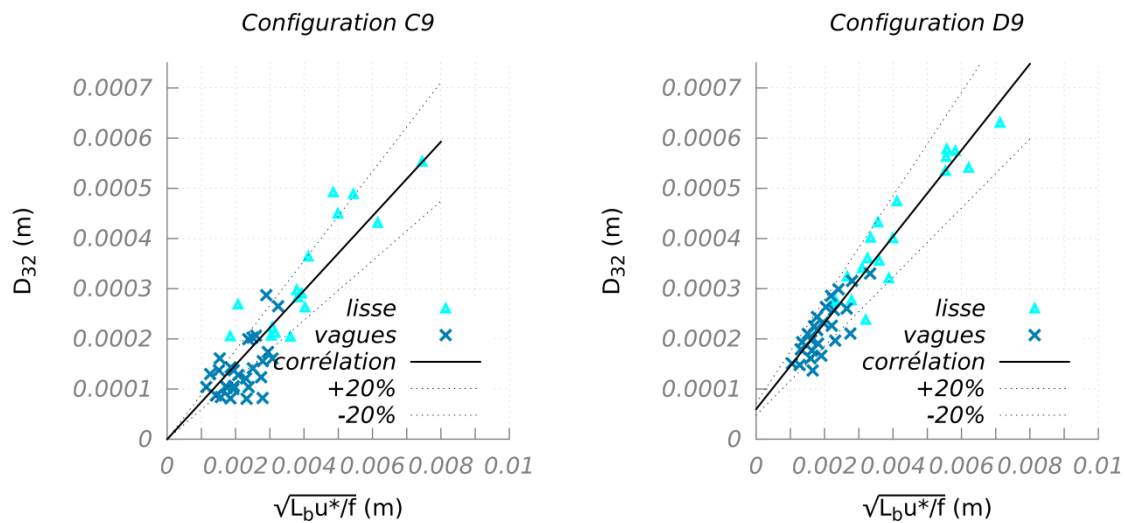 Configuration C9
0.0007
0.0006
0.0005
0.0004
0.0003
0.0002
0.0001
0
D32 (m)
lisse
vagues
corrélation
+20%
-20%
0 0.002 0.004 0.006 0.008 0.01
√Lbu*/f (m)
Configuration D9
0.0007
0.0006
0.0005
0.0004
0.0003
0.0002
0.0001
0
D32 (m)
lisse
vagues
corrélation
+20%
-20%
0 0.002 0.004 0.006 0.008 0.01
√Lbu*/f (m)